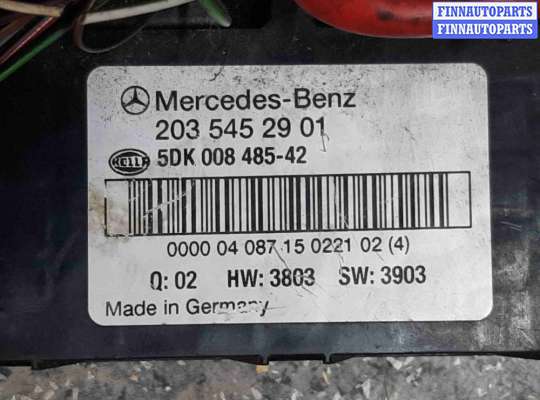 FINNAUTOPARTS
FINNAUTOPARTS
Mercedes-Benz
203 545 29 01
HELLA 5DK 008 485-42
0000 04 087 15 0221 02 (4)
Q: 02 HW: 3803 SW: 3903
Made in Germany